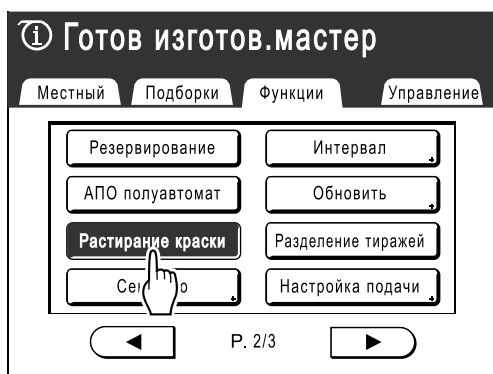 Готов изготов.мастер
Местный Подборки Функции Управление
Резервирование Интервал
АПО полуавтомат Обновить
Растирание краски Разделение тиражей
Настройка подачи
P. 2/3